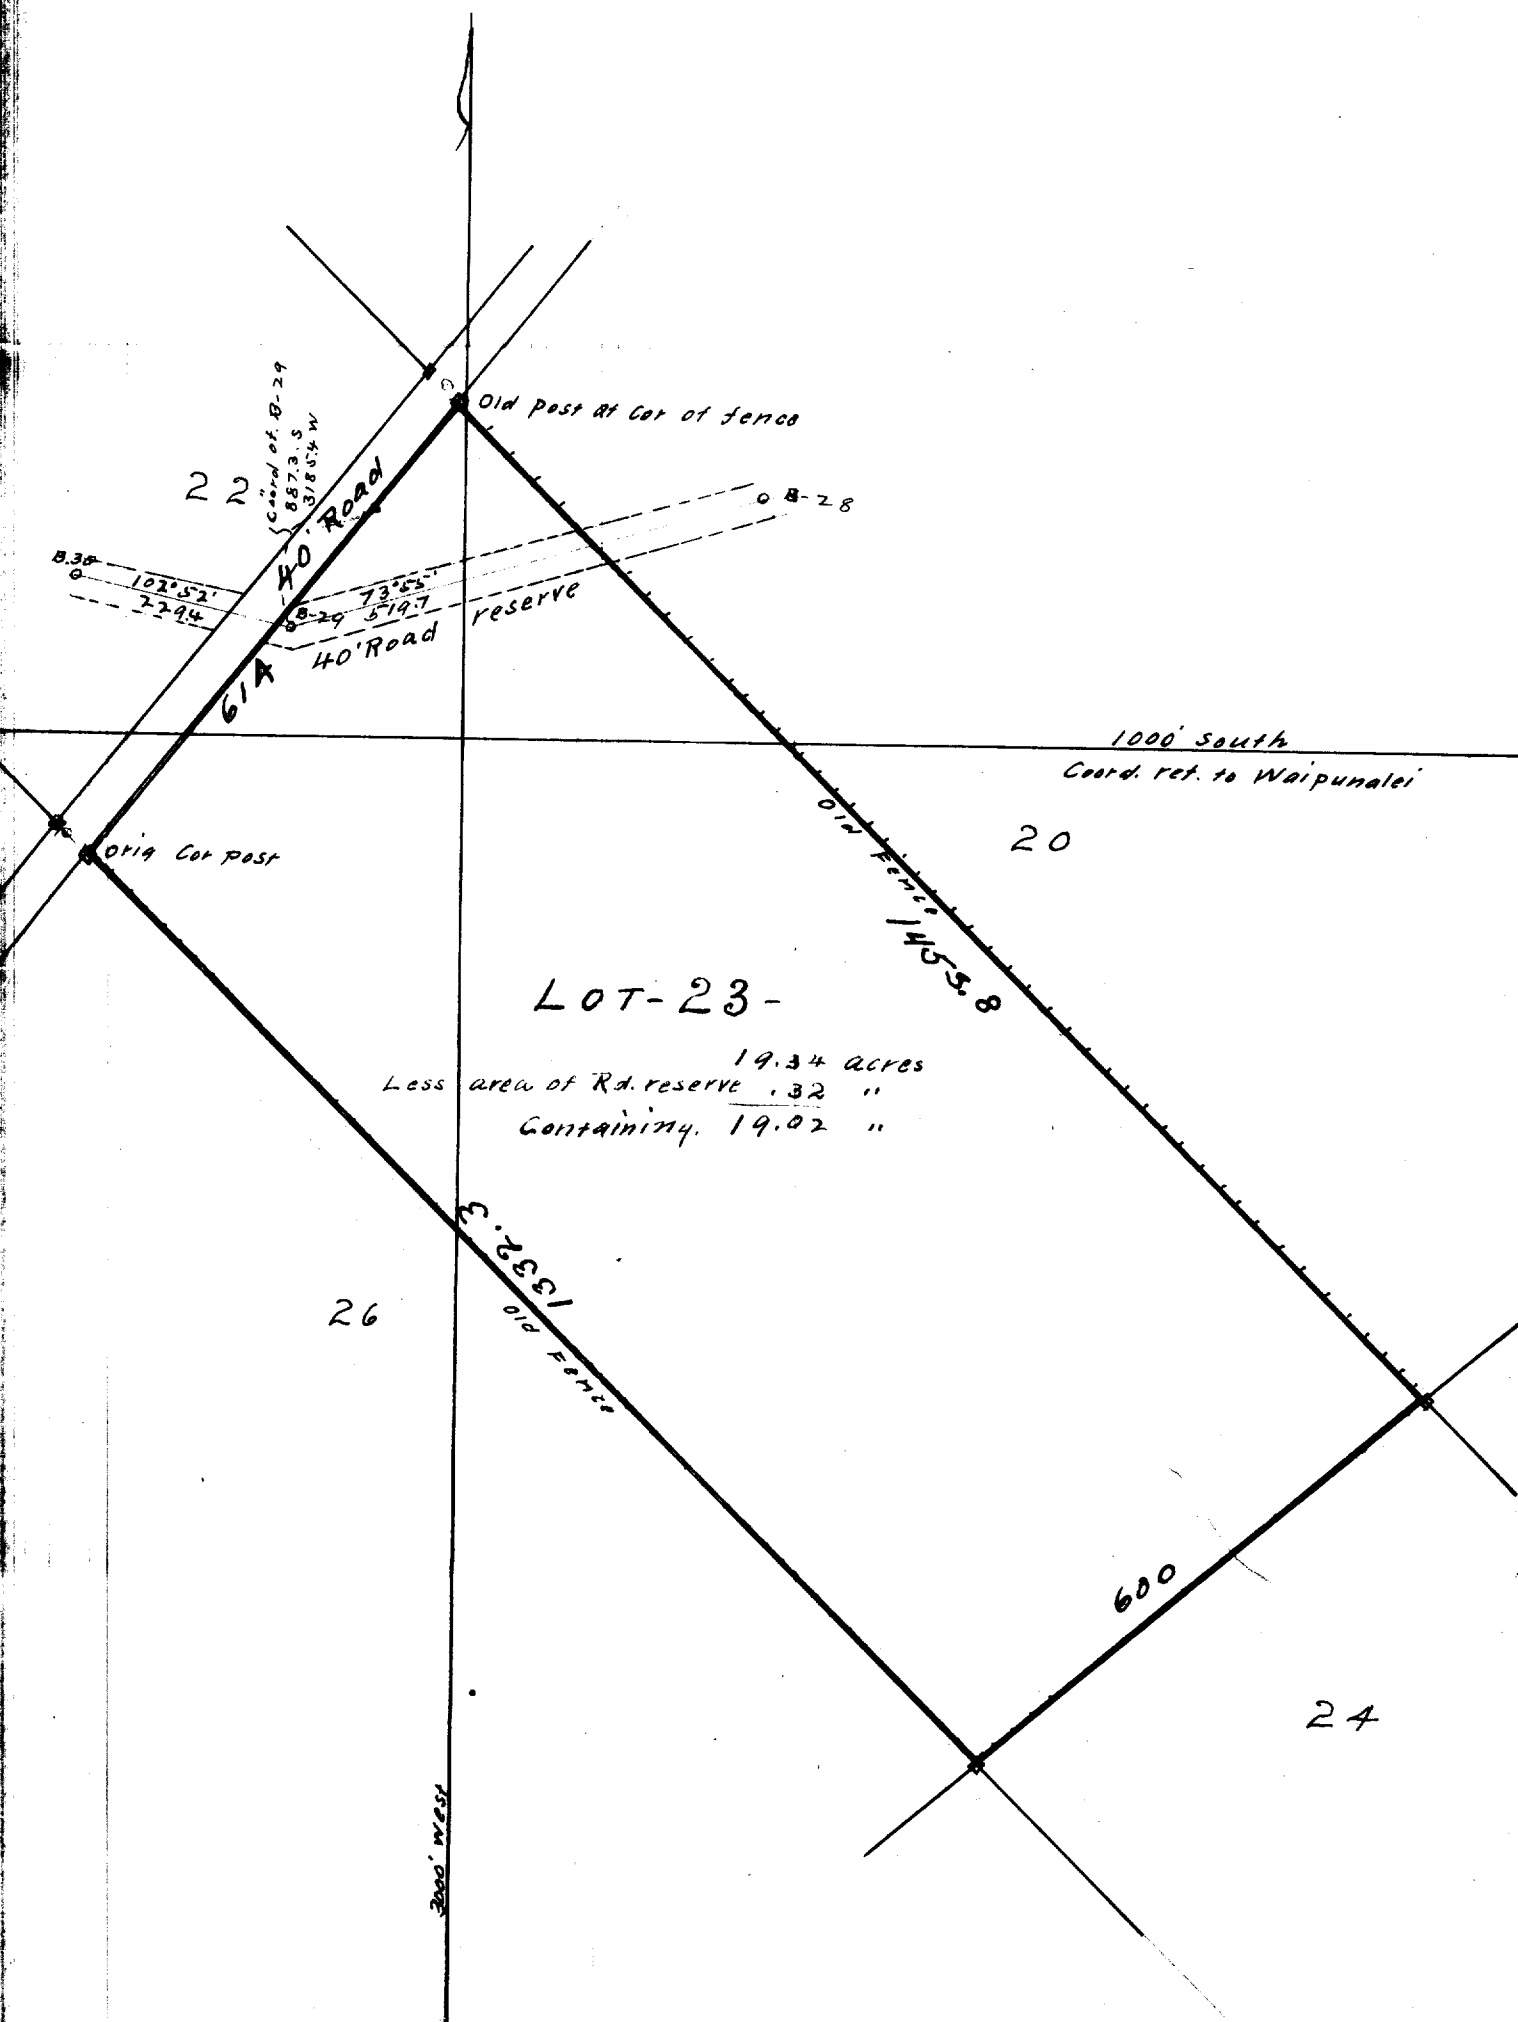 Old post at Cor of fence
22
Coord of B-29
887.3. S
3185.4 W
40' Road
B-28
B.30
102°52'
229.4
73°55'
519.7
B-29
40' Road reserve
614
1000' South
Coord. ref. to Waipunalei
Orig Cor post
Old Fence
20
1453.8
LOT-23-
19.34 acres
Less area of Rd. reserve .32 "
Containing. 19.02 "
1332.3
Old Fence
26
600
24
3000' West